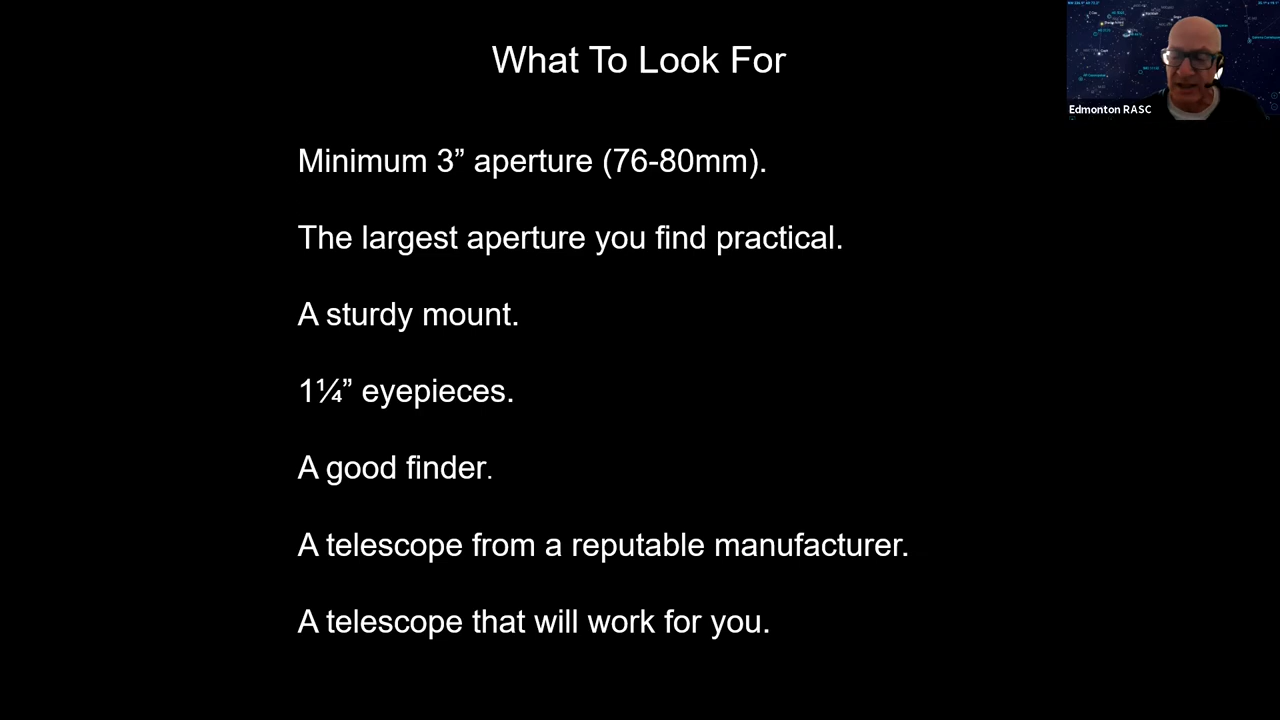 What To Look For
Edmonton RASC
Minimum 3” aperture (76-80mm).
The largest aperture you find practical.
A sturdy mount.
1¼” eyepieces.
A good finder.
A telescope from a reputable manufacturer.
A telescope that will work for you.